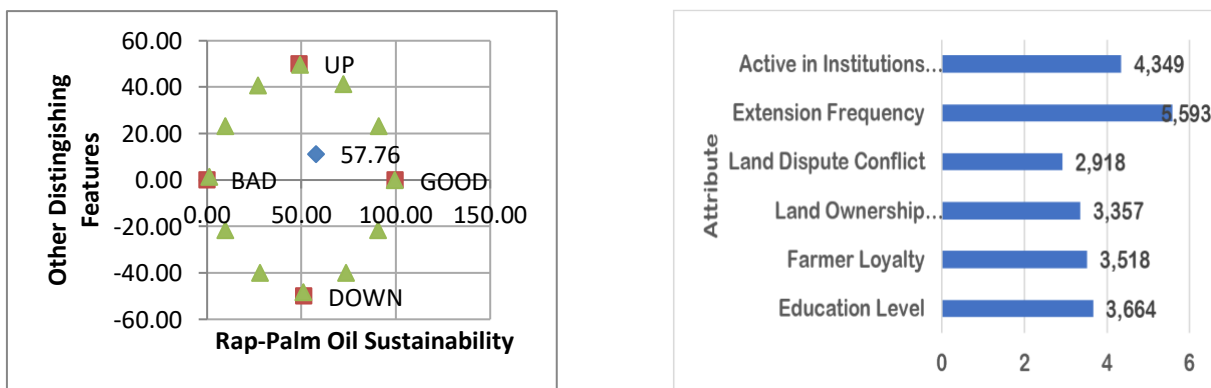 60.00
UP
40.00
20.00
57.76
0.00
BAD
GOOD
0.00 50.00 100.00 150.00
-20.00
-40.00
DOWN
-60.00
Other Distingishing
Features
Rap-Palm Oil Sustainability
Attribute
Active in Institutions... 4,349
Extension Frequency 5,593
Land Dispute Conflict 2,918
Land Ownership... 3,357
Farmer Loyalty 3,518
Education Level 3,664
0 2 4 6